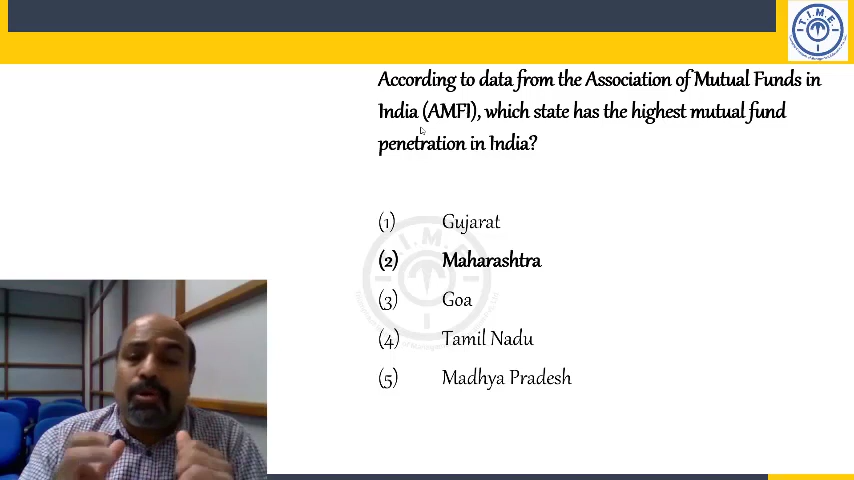 T.I.M.E.
According to data from the Association of Mutual Funds in
India (AMFI), which state has the highest mutual fund
penetration in India?
(1) Gujarat
(2) Maharashtra
(3) Goa
(4) Tamil Nadu
(5) Madhya Pradesh